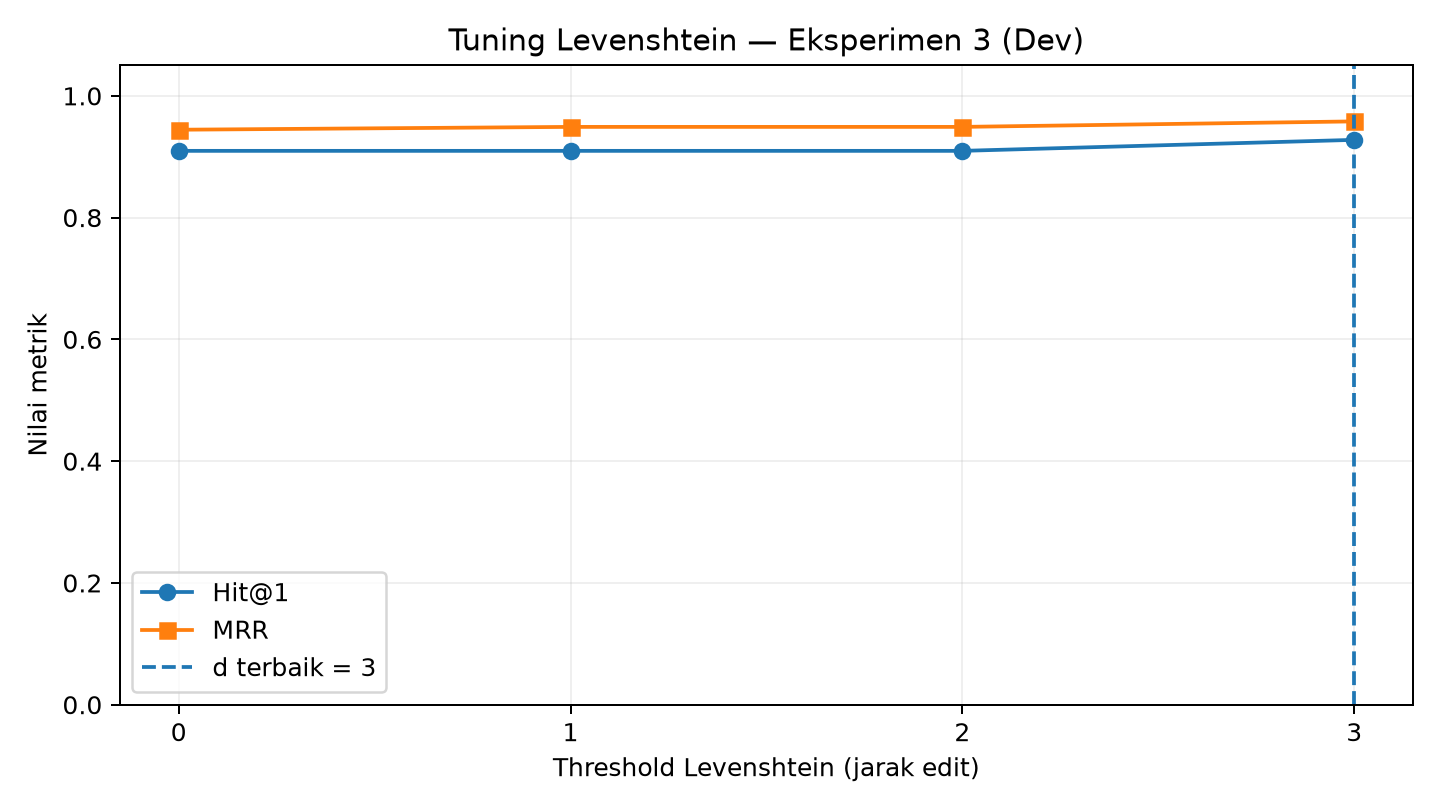 Tuning Levenshtein — Eksperimen 3 (Dev)
Nilai metrik
1.0
0.8
0.6
0.4
0.2
0.0
Hit@1
MRR
d terbaik = 3
0 1 2 3
Threshold Levenshtein (jarak edit)